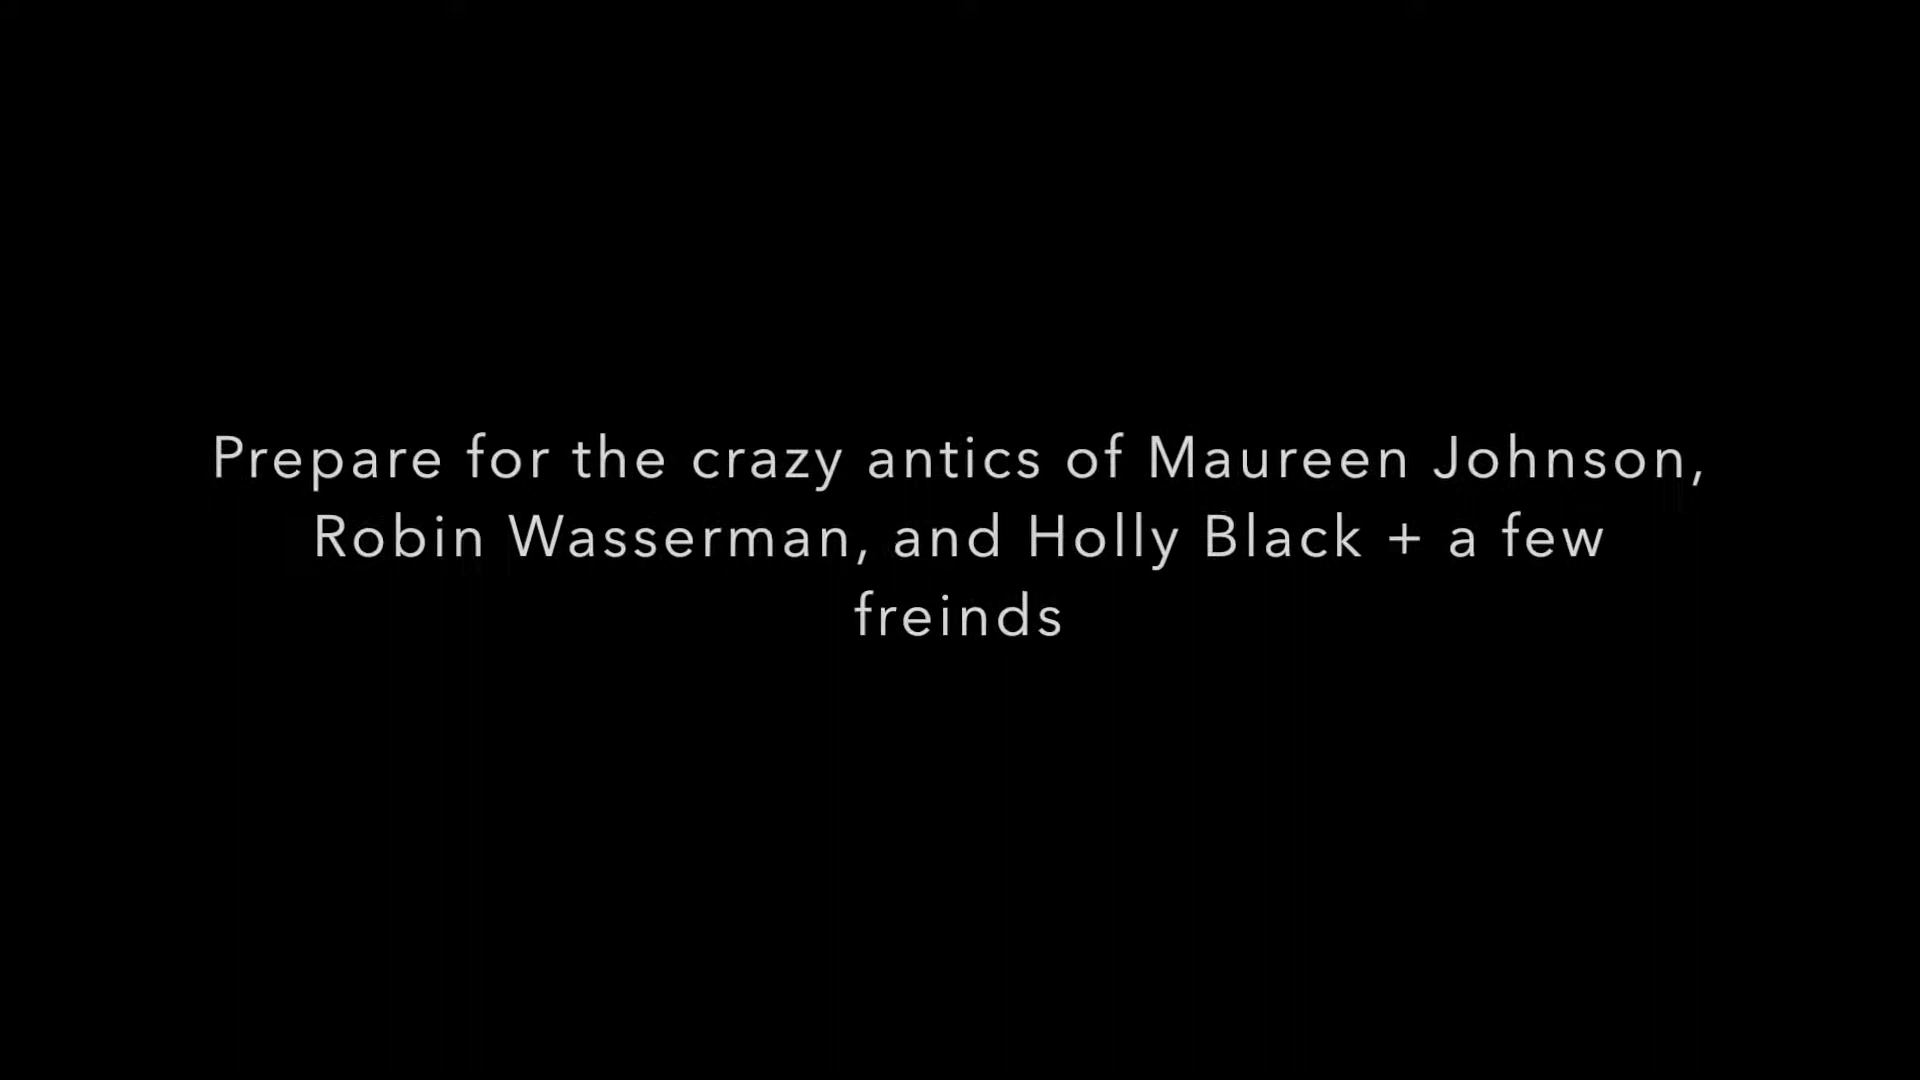 Prepare for the crazy antics of Maureen Johnson,
Robin Wasserman, and Holly Black + a few
freinds